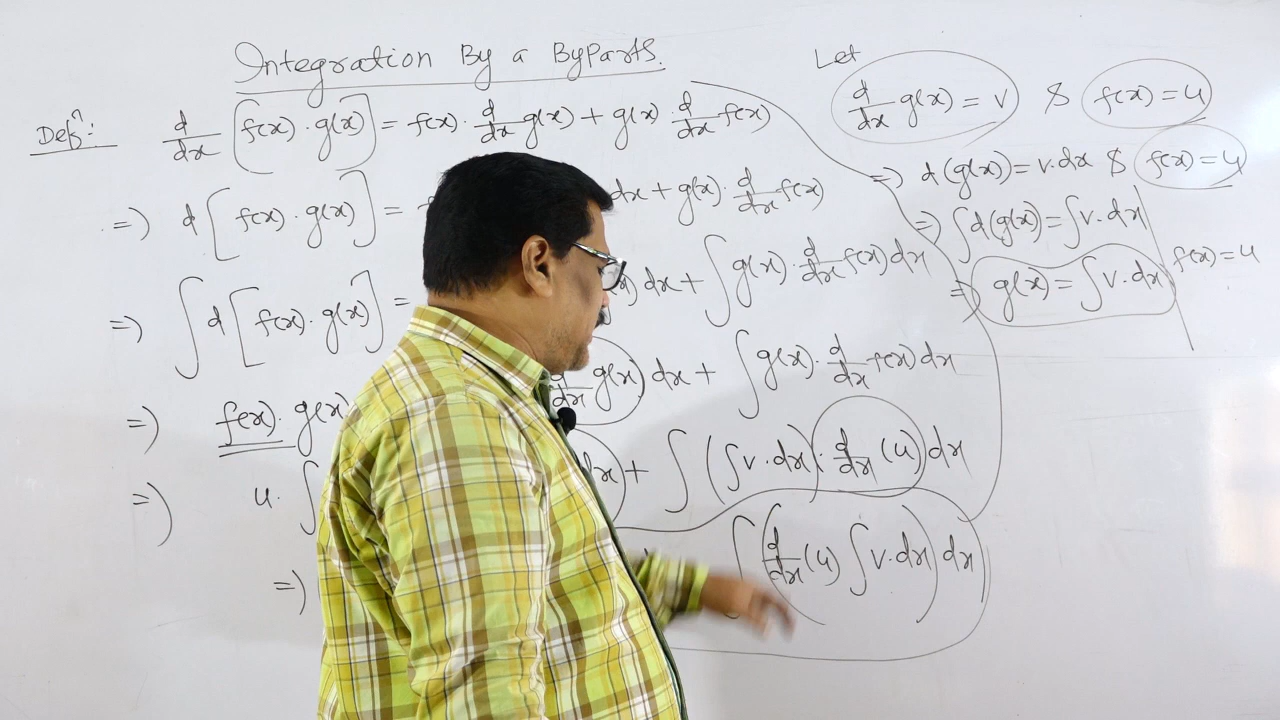 Integration By a ByParts.
Defⁿ: d/dx [f(x) · g(x)] = f(x) · d/dx g(x) + g(x) · d/dx f(x)
=> d[f(x) · g(x)] = dx + g(x) · d/dx f(x)
=> ∫ d[f(x) · g(x)] = dx + ∫ g(x) · d/dx f(x) dx
=> f(x) · g(x) d/dx g(x)) dx + ∫ g(x) · d/dx f(x) dx
=> u · ∫ dx) + ∫ (∫ v · dx) · d/dx (u) dx
=> ∫ (d/dx (u) ∫ v · dx) dx
Let
d/dx g(x) = v & f(x) = u
=> d(g(x)) = v · dx & f(x) = u
=> ∫ d(g(x)) = ∫ v · dx
=> g(x) = ∫ v · dx f(x) = u